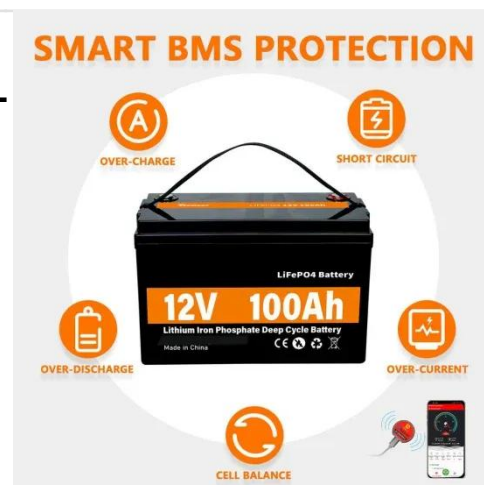 SMART BMS PROTECTION
OVER-CHARGE
SHORT CIRCUIT
LiFePO4 Battery
12V 100Ah
Lithium Iron Phosphate Deep Cycle Battery
Made in China
CE
OVER-DISCHARGE
OVER-CURRENT
CELL BALANCE